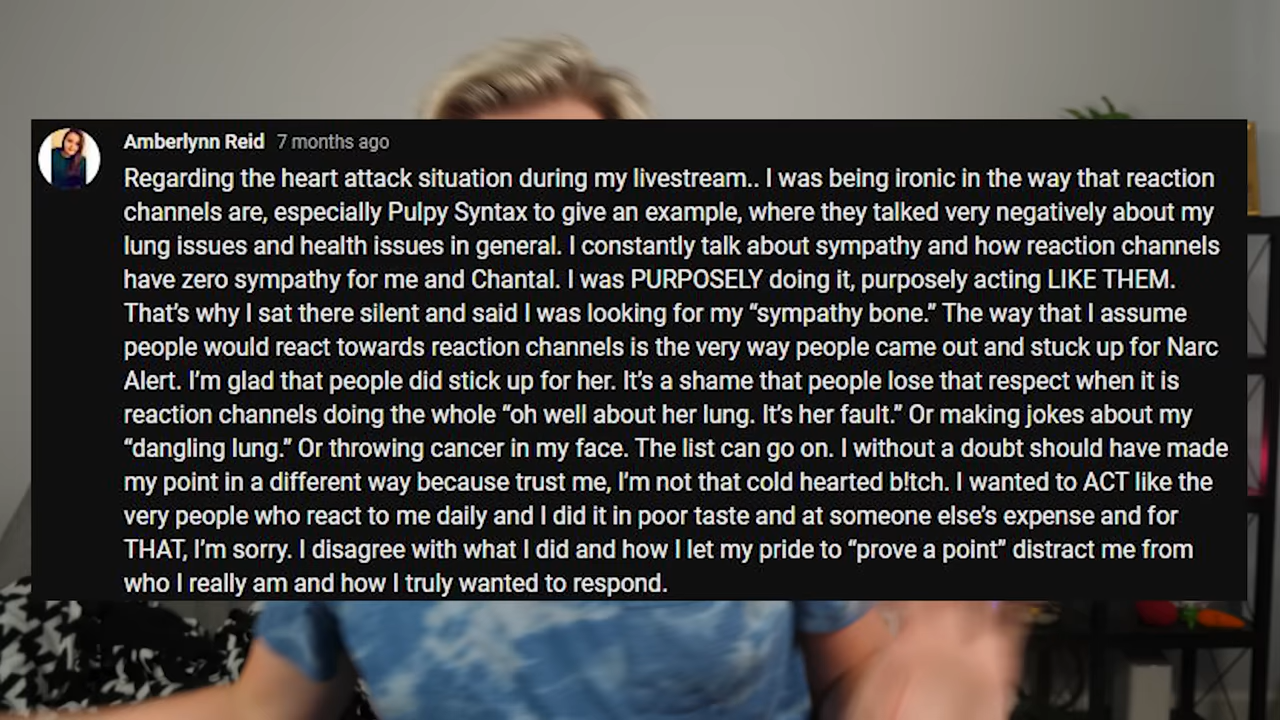 Amberlynn Reid 7 months ago
Regarding the heart attack situation during my livestream.. I was being ironic in the way that reaction
channels are, especially Pulpy Syntax to give an example, where they talked very negatively about my
lung issues and health issues in general. I constantly talk about sympathy and how reaction channels
have zero sympathy for me and Chantal. I was PURPOSELY doing it, purposely acting LIKE THEM.
That’s why I sat there silent and said I was looking for my “sympathy bone.” The way that I assume
people would react towards reaction channels is the very way people came out and stuck up for Narc
Alert. I’m glad that people did stick up for her. It’s a shame that people lose that respect when it is
reaction channels doing the whole “oh well about her lung. It’s her fault.” Or making jokes about my
“dangling lung.” Or throwing cancer in my face. The list can go on. I without a doubt should have made
my point in a different way because trust me, I’m not that cold hearted b!tch. I wanted to ACT like the
very people who react to me daily and I did it in poor taste and at someone else’s expense and for
THAT, I’m sorry. I disagree with what I did and how I let my pride to “prove a point” distract me from
who I really am and how I truly wanted to respond.